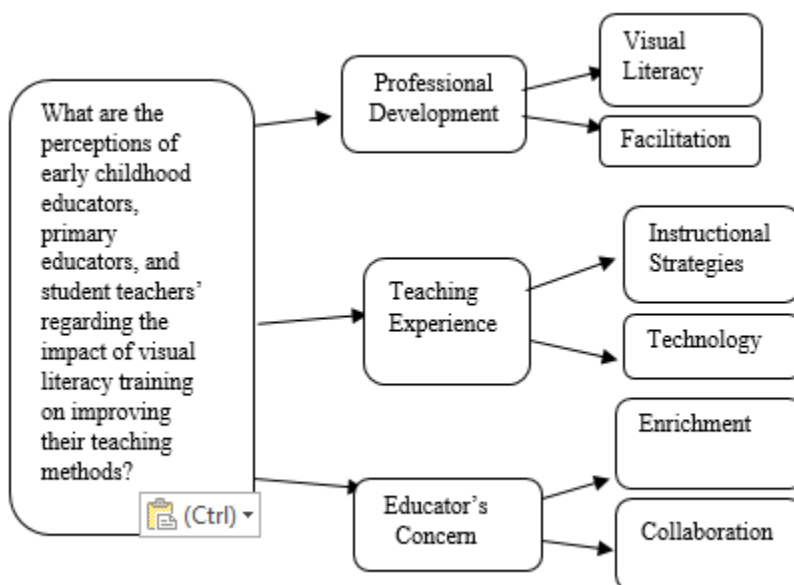 What are the
perceptions of
early childhood
educators,
primary
educators, and
student teachers’
regarding the
impact of visual
literacy training
on improving
their teaching
methods?
(Ctrl)
Professional
Development
Visual
Literacy
Facilitation
Teaching
Experience
Instructional
Strategies
Technology
Educator’s
Concern
Enrichment
Collaboration